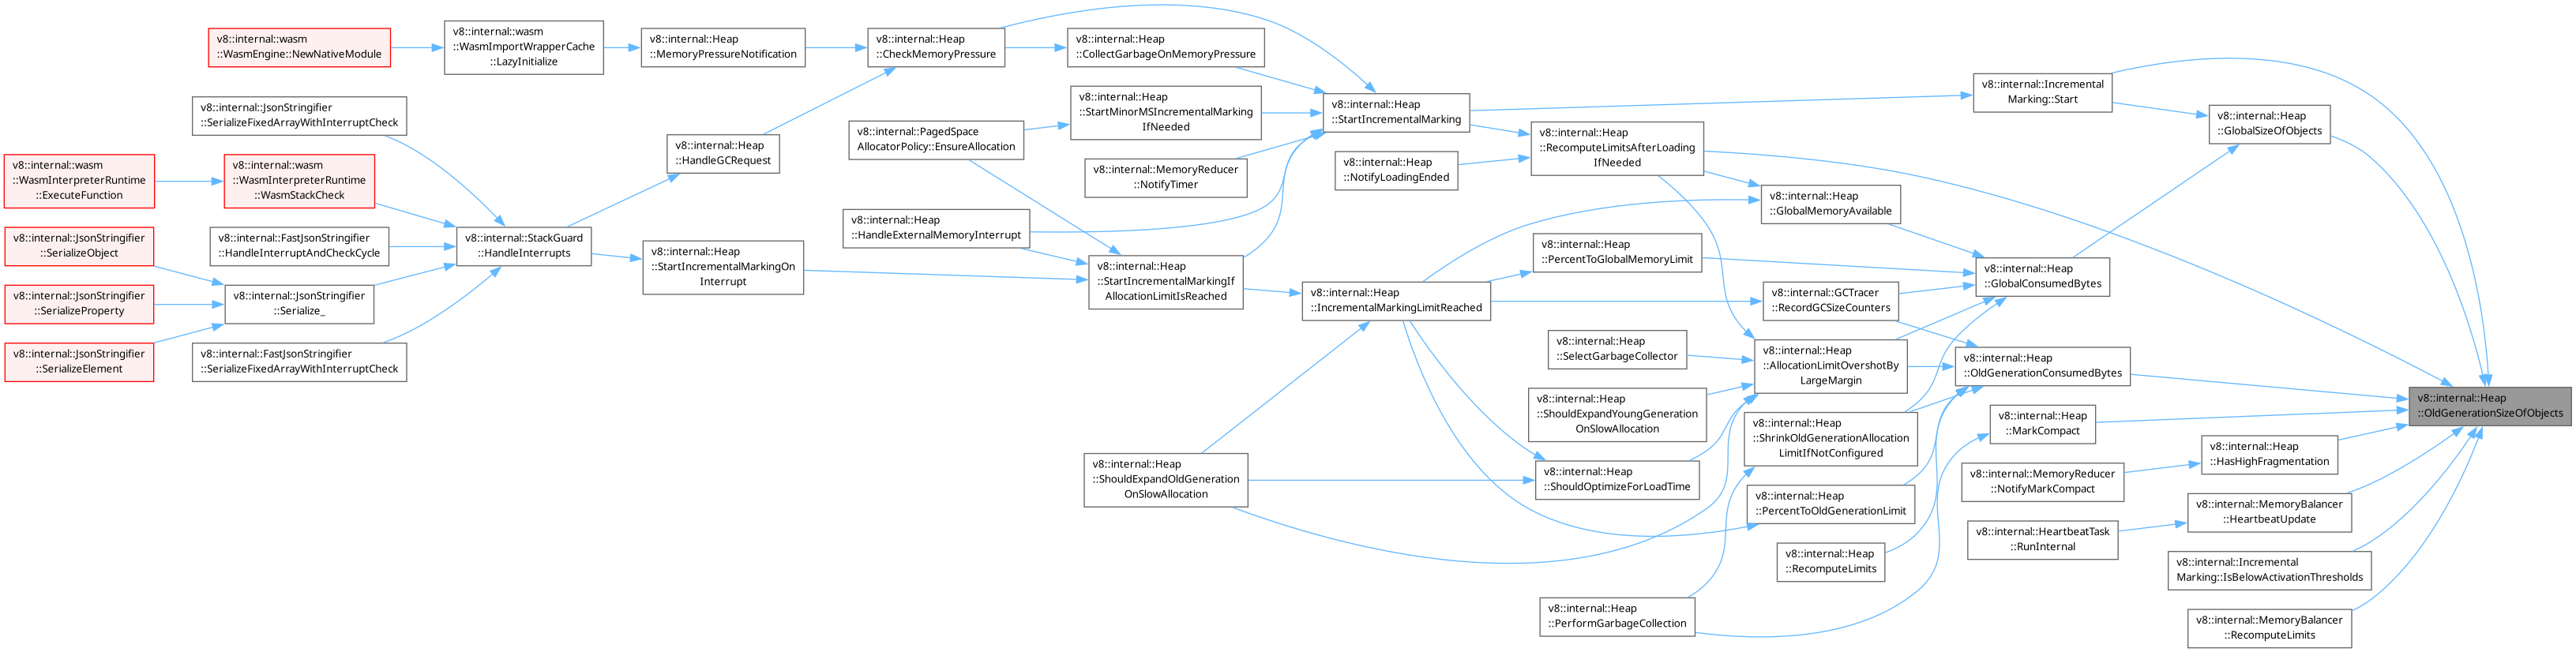 v8::internal::wasm
::WasmEngine::NewNativeModule
v8::internal::wasm
::WasmImportWrapperCache
::LazyInitialize
v8::internal::Heap
::MemoryPressureNotification
v8::internal::Heap
::CheckMemoryPressure
v8::internal::Heap
::CollectGarbageOnMemoryPressure
v8::internal::JsonStringifier
::SerializeFixedArrayWithInterruptCheck
v8::internal::wasm
::WasmInterpreterRuntime
::ExecuteFunction
v8::internal::wasm
::WasmInterpreterRuntime
::WasmStackCheck
v8::internal::JsonStringifier
::SerializeObject
v8::internal::FastJsonStringifier
::HandleInterruptAndCheckCycle
v8::internal::JsonStringifier
::SerializeProperty
v8::internal::JsonStringifier
::Serialize_
v8::internal::JsonStringifier
::SerializeElement
v8::internal::FastJsonStringifier
::SerializeFixedArrayWithInterruptCheck
v8::internal::StackGuard
::HandleInterrupts
v8::internal::Heap
::HandleGCRequest
v8::internal::Heap
::StartIncrementalMarkingOn
Interrupt
v8::internal::PagedSpace
AllocatorPolicy::EnsureAllocation
v8::internal::Heap
::HandleExternalMemoryInterrupt
v8::internal::Heap
::StartMinorMSIncrementalMarking
IfNeeded
v8::internal::MemoryReducer
::NotifyTimer
v8::internal::Heap
::StartIncrementalMarkingIf
AllocationLimitIsReached
v8::internal::Heap
::ShouldExpandOldGeneration
OnSlowAllocation
v8::internal::Heap
::StartIncrementalMarking
v8::internal::Heap
::NotifyLoadingEnded
v8::internal::Heap
::IncrementalMarkingLimitReached
v8::internal::Heap
::RecomputeLimitsAfterLoading
IfNeeded
v8::internal::Heap
::PercentToGlobalMemoryLimit
v8::internal::Heap
::SelectGarbageCollector
v8::internal::Heap
::ShouldExpandYoungGeneration
OnSlowAllocation
v8::internal::Heap
::ShouldOptimizeForLoadTime
v8::internal::Heap
::PerformGarbageCollection
v8::internal::Heap
::GlobalMemoryAvailable
v8::internal::GCTracer
::RecordGCSizeCounters
v8::internal::Heap
::AllocationLimitOvershotBy
LargeMargin
v8::internal::Heap
::ShrinkOldGenerationAllocation
LimitIfNotConfigured
v8::internal::Heap
::PercentToOldGenerationLimit
v8::internal::Heap
::RecomputeLimits
v8::internal::Incremental
Marking::Start
v8::internal::Heap
::GlobalConsumedBytes
v8::internal::Heap
::OldGenerationConsumedBytes
v8::internal::Heap
::MarkCompact
v8::internal::MemoryReducer
::NotifyMarkCompact
v8::internal::HeartbeatTask
::RunInternal
v8::internal::Heap
::GlobalSizeOfObjects
v8::internal::Heap
::HasHighFragmentation
v8::internal::MemoryBalancer
::HeartbeatUpdate
v8::internal::Incremental
Marking::IsBelowActivationThresholds
v8::internal::MemoryBalancer
::RecomputeLimits
v8::internal::Heap
::OldGenerationSizeOfObjects